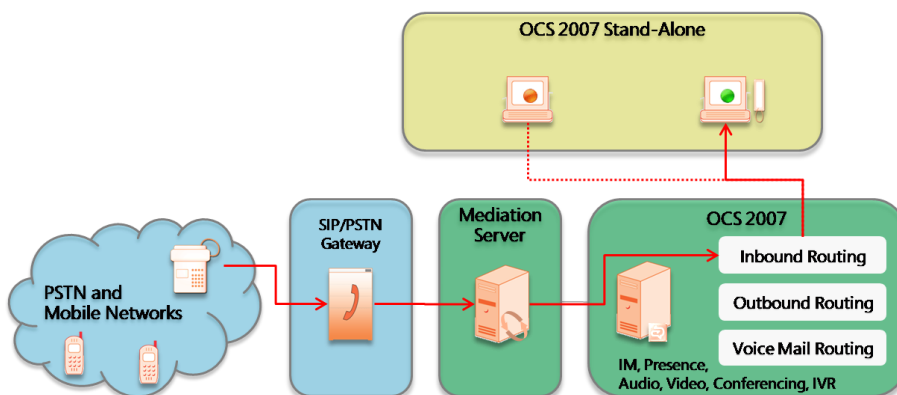 OCS 2007 Stand-Alone
PSTN and
Mobile Networks
SIP/PSTN
Gateway
Mediation
Server
OCS 2007
Inbound Routing
Outbound Routing
Voice Mail Routing
IM, Presence,
Audio, Video, Conferencing, IVR